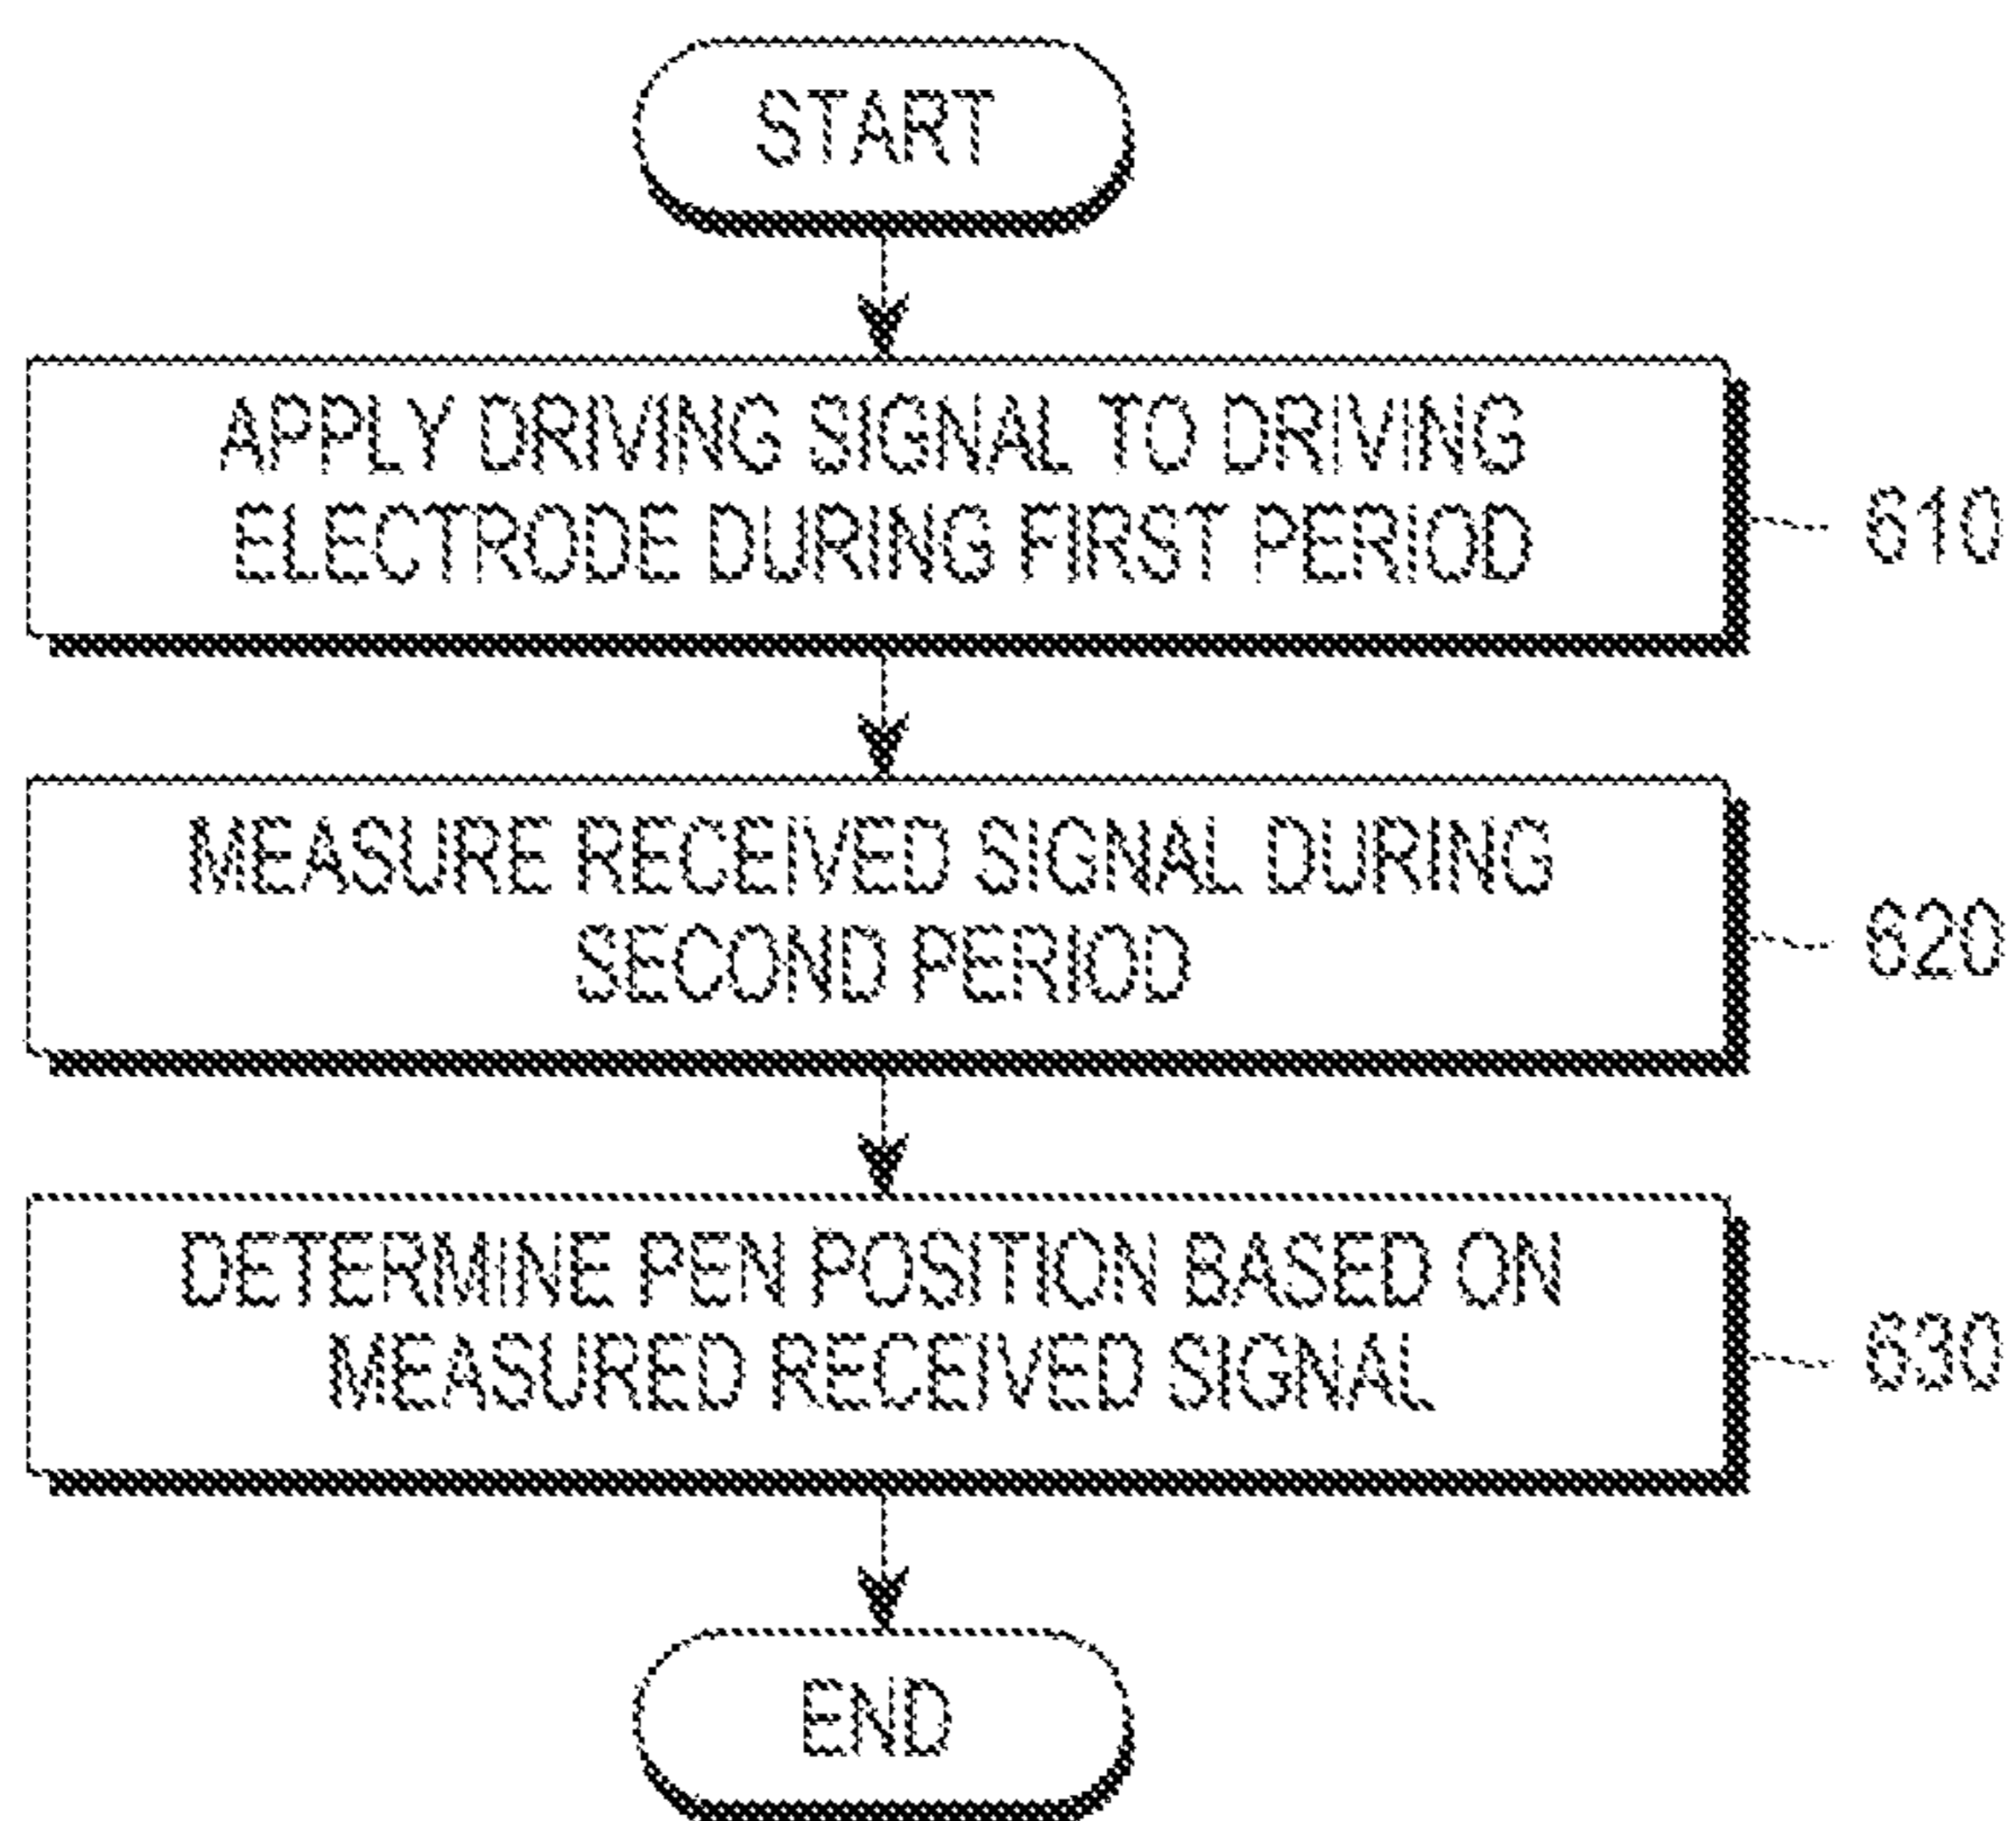 START
APPLY DRIVING SIGNAL TO DRIVING
ELECTRODE DURING FIRST PERIOD
610
MEASURE RECEIVED SIGNAL DURING
SECOND PERIOD
620
DETERMINE PEN POSITION BASED ON
MEASURED RECEIVED SIGNAL
630
END